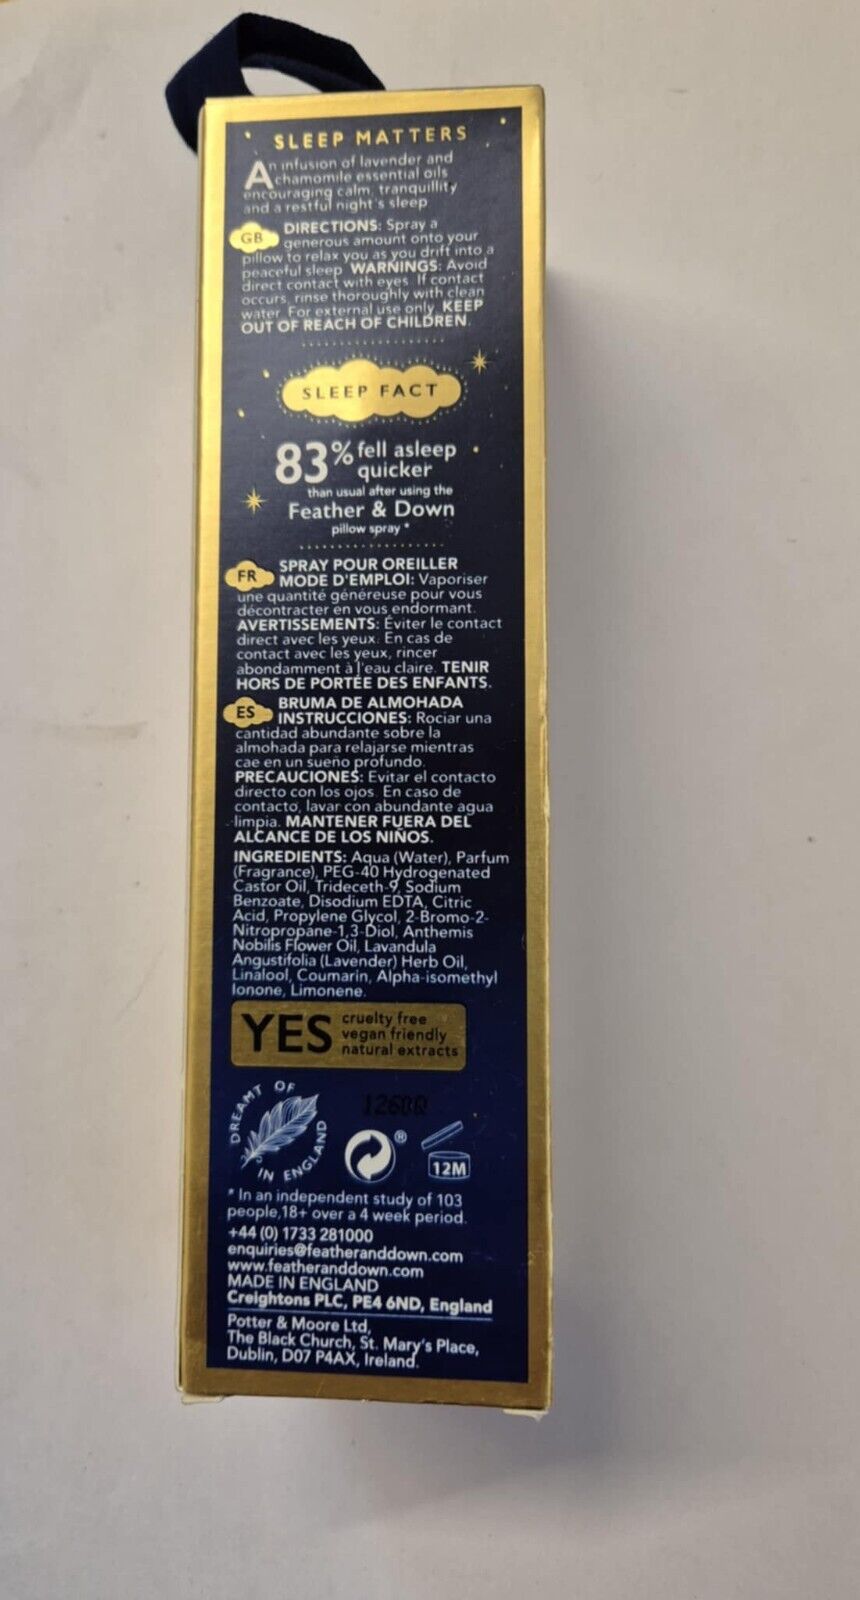 SLEEP MATTERS
An infusion of lavender and
chamomile essential oils
encouraging calm, tranquillity
and a restful night's sleep
GB DIRECTIONS: Spray a
generous amount onto your
pillow to relax you as you drift into a
peaceful sleep. WARNINGS: Avoid
direct contact with eyes. If contact
occurs, rinse thoroughly with clean
water. For external use only. KEEP
OUT OF REACH OF CHILDREN.
SLEEP FACT
83% fell asleep
quicker
than usual after using the
Feather & Down
pillow spray *
FR SPRAY POUR OREILLER
MODE D'EMPLOI: Vaporiser
une quantité généreuse pour vous
décontracter en vous endormant.
AVERTISSEMENTS: Éviter le contact
direct avec les yeux. En cas de
contact avec les yeux, rincer
abondamment à l'eau claire. TENIR
HORS DE PORTÉE DES ENFANTS.
ES BRUMA DE ALMOHADA
INSTRUCCIONES: Rociar una
cantidad abundante sobre la
almohada para relajarse mientras
cae en un sueño profundo.
PRECAUCIONES: Evitar el contacto
directo con los ojos. En caso de
contacto, lavar con abundante agua
limpia. MANTENER FUERA DEL
ALCANCE DE LOS NIÑOS.
INGREDIENTS: Aqua (Water), Parfum
(Fragrance), PEG-40 Hydrogenated
Castor Oil, Trideceth-9, Sodium
Benzoate, Disodium EDTA, Citric
Acid, Propylene Glycol, 2-Bromo-2-
Nitropropane-1,3-Diol, Anthemis
Nobilis Flower Oil, Lavandula
Angustifolia (Lavender) Herb Oil,
Linalool, Coumarin, Alpha-isomethyl
Ionone, Limonene.
YES cruelty free
vegan friendly
natural extracts
DREAMT OF
IN ENGLAND
®
12M
* In an independent study of 103
people,18+ over a 4 week period.
+44 (0) 1733 281000
enquiries@featheranddown.com
www.featheranddown.com
MADE IN ENGLAND
Creightons PLC, PE4 6ND, England
Potter & Moore Ltd,
The Black Church, St. Mary's Place,
Dublin, D07 P4AX, Ireland.